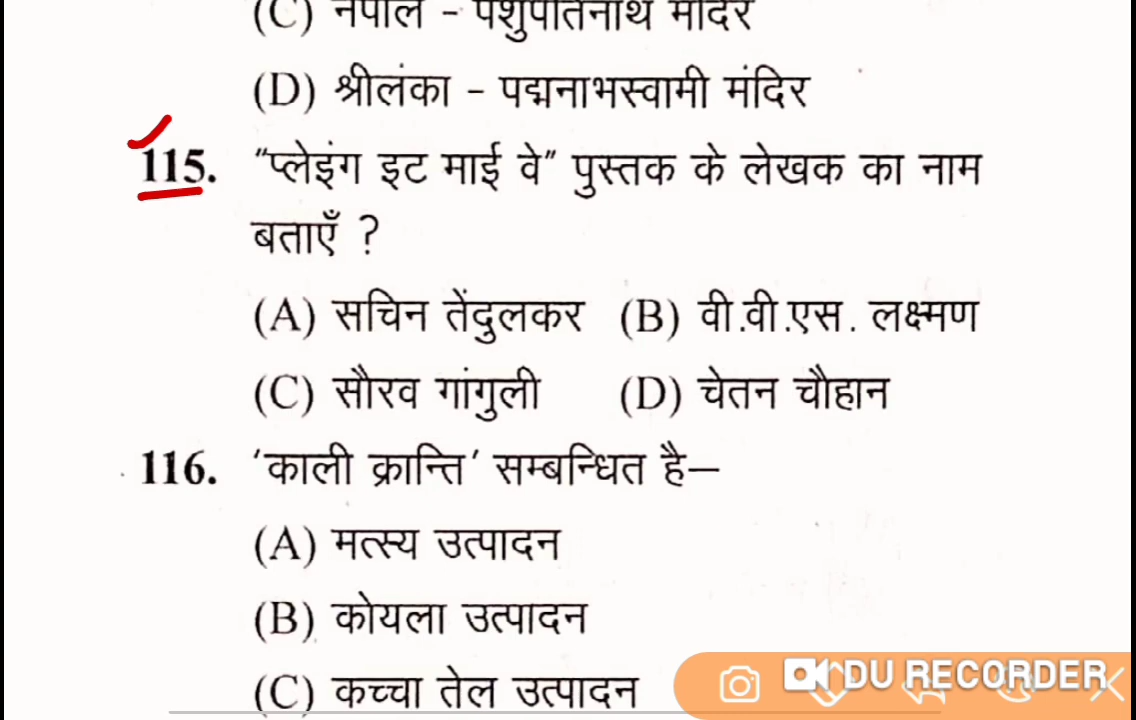 (C) नेपाल - पशुपतिनाथ मंदिर
(D) श्रीलंका - पद्मनाभस्वामी मंदिर
115. "प्लेइंग इट माई वे" पुस्तक के लेखक का नाम
बताएँ ?
(A) सचिन तेंदुलकर (B) वी.वी.एस. लक्ष्मण
(C) सौरव गांगुली (D) चेतन चौहान
116. 'काली क्रान्ति' सम्बन्धित है—
(A) मत्स्य उत्पादन
(B) कोयला उत्पादन
(C) कच्चा तेल उत्पादन
DU RECORDER